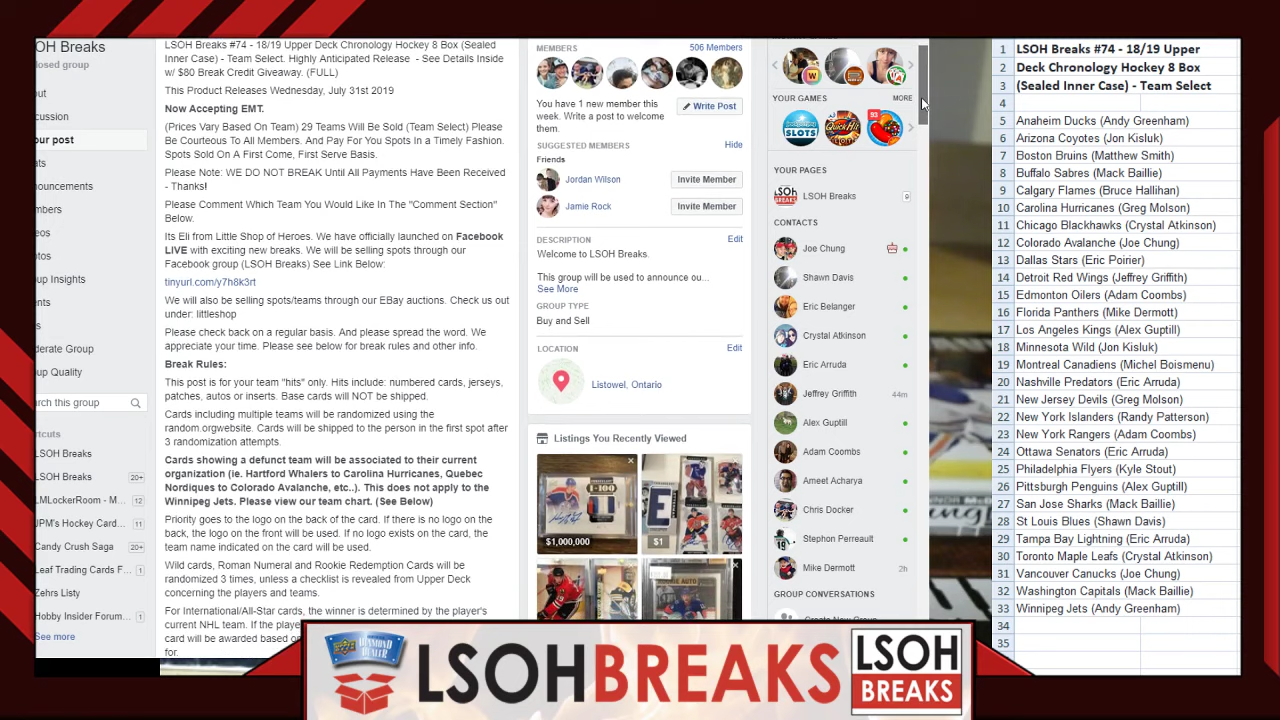 OH Breaks
losed group
out
cussion
our post
ats
nouncements
mbers
eos
otos
oup Insights
ents
s
derate Group
oup Quality
rch this group
ortcuts
LSOH Breaks
LSOH Breaks 20+
LMLockerRoom - M... 12
JPM's Hockey Card... 11
Candy Crush Saga 20+
Leaf Trading Cards F... 1
Zehrs Listy
Hobby Insider Forum... 1
See more
LSOH Breaks #74 - 18/19 Upper Deck Chronology Hockey 8 Box (Sealed
Inner Case) - Team Select. Highly Anticipated Release - See Details Inside
w/ $80 Break Credit Giveaway. (FULL)
This Product Releases Wednesday, July 31st 2019
Now Accepting EMT.
(Prices Vary Based On Team) 29 Teams Will Be Sold (Team Select) Please
Be Courteous To All Members. And Pay For You Spots In a Timely Fashion.
Spots Sold On A First Come, First Serve Basis.
Please Note: WE DO NOT BREAK Until All Payments Have Been Received
- Thanks!
Please Comment Which Team You Would Like In The "Comment Section"
Below.
Its Eli from Little Shop of Heroes. We have officially launched on Facebook
LIVE with exciting new breaks. We will be selling spots through our
Facebook group (LSOH Breaks) See Link Below:
tinyurl.com/y7h8k3rt
We will also be selling spots/teams through our EBay auctions. Check us out
under: littleshop
Please check back on a regular basis. And please spread the word. We
appreciate your time. Please see below for break rules and other info.
Break Rules:
This post is for your team "hits" only. Hits include: numbered cards, jerseys,
patches, autos or inserts. Base cards will NOT be shipped.
Cards including multiple teams will be randomized using the
random.orgwebsite. Cards will be shipped to the person in the first spot after
3 randomization attempts.
Cards showing a defunct team will be associated to their current
organization (Ie. Hartford Whalers to Carolina Hurricanes, Quebec
Nordiques to Colorado Avalanche, etc..). This does not apply to the
Winnipeg Jets. Please view our team chart. (See Below)
Priority goes to the logo on the back of the card. If there is no logo on the
back, the logo on the front will be used. If no logo exists on the card, the
team name indicated on the card will be used.
Wild cards, Roman Numeral and Rookie Redemption Cards will be
randomized 3 times, unless a checklist is revealed from Upper Deck
concerning the players and teams.
For International/All-Star cards, the winner is determined by the player's
current NHL team. If the playe
card will be awarded based on
for.
MEMBERS 506 Members
You have 1 new member this
week. Write a post to welcome
them.
Write Post
SUGGESTED MEMBERS Hide
Friends
Jordan Wilson Invite Member
Jamie Rock Invite Member
DESCRIPTION Edit
Welcome to LSOH Breaks.
This group will be used to announce ou...
See More
GROUP TYPE
Buy and Sell
LOCATION Edit
Listowel, Ontario
Listings You Recently Viewed
1-100
$1,000,000
$1
YOUR GAMES MORE
SLOTS
Quick Hit
93
YOUR PAGES
LSOH Breaks 9
CONTACTS
Joe Chung
Shawn Davis
Eric Belanger
Crystal Atkinson
Eric Arruda
Jeffrey Griffith 44m
Alex Guptill
Adam Coombs
Ameet Acharya
Chris Docker
Stephon Perreault
Mike Dermott 2h
GROUP CONVERSATIONS
Create New Group
1 LSOH Breaks #74 - 18/19 Upper
2 Deck Chronology Hockey 8 Box
3 (Sealed Inner Case) - Team Select
4
5 Anaheim Ducks (Andy Greenham)
6 Arizona Coyotes (Jon Kisluk)
7 Boston Bruins (Matthew Smith)
8 Buffalo Sabres (Mack Baillie)
9 Calgary Flames (Bruce Hallihan)
10 Carolina Hurricanes (Greg Molson)
11 Chicago Blackhawks (Crystal Atkinson)
12 Colorado Avalanche (Joe Chung)
13 Dallas Stars (Eric Poirier)
14 Detroit Red Wings (Jeffrey Griffith)
15 Edmonton Oilers (Adam Coombs)
16 Florida Panthers (Mike Dermott)
17 Los Angeles Kings (Alex Guptill)
18 Minnesota Wild (Jon Kisluk)
19 Montreal Canadiens (Michel Boismenu)
20 Nashville Predators (Eric Arruda)
21 New Jersey Devils (Greg Molson)
22 New York Islanders (Randy Patterson)
23 New York Rangers (Adam Coombs)
24 Ottawa Senators (Eric Arruda)
25 Philadelphia Flyers (Kyle Stout)
26 Pittsburgh Penguins (Alex Guptill)
27 San Jose Sharks (Mack Baillie)
28 St Louis Blues (Shawn Davis)
29 Tampa Bay Lightning (Eric Arruda)
30 Toronto Maple Leafs (Crystal Atkinson)
31 Vancouver Canucks (Joe Chung)
32 Washington Capitals (Mack Baillie)
33 Winnipeg Jets (Andy Greenham)
34
35
LSOHBREAKS
LSOH
BREAKS